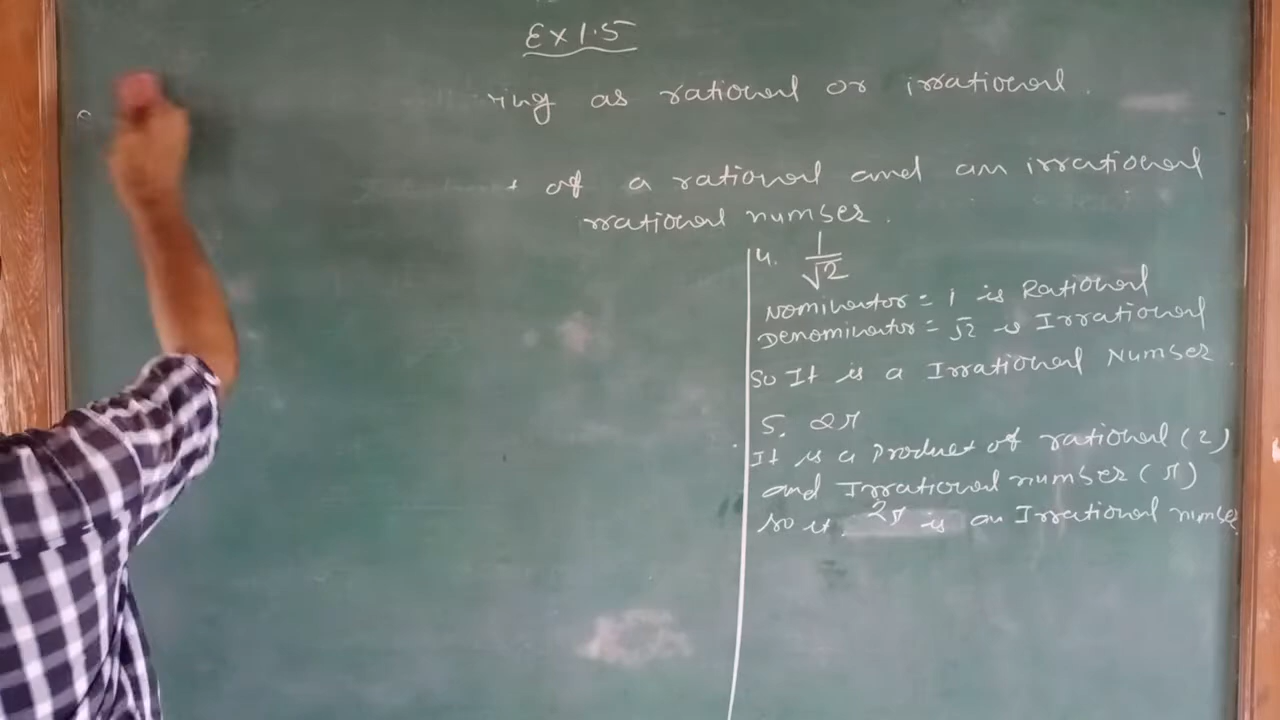 Ex 1.5
ring as rational or irrational.
of a rational and an irrational
rrational number.
4. 1/√2
Nominator = 1 is Rational
Denominator = √2 is Irrational
So It is a Irrational Number.
5. 2π
It is a product of rational (2)
and Irrational number (π)
so it 2π is an Irrational number